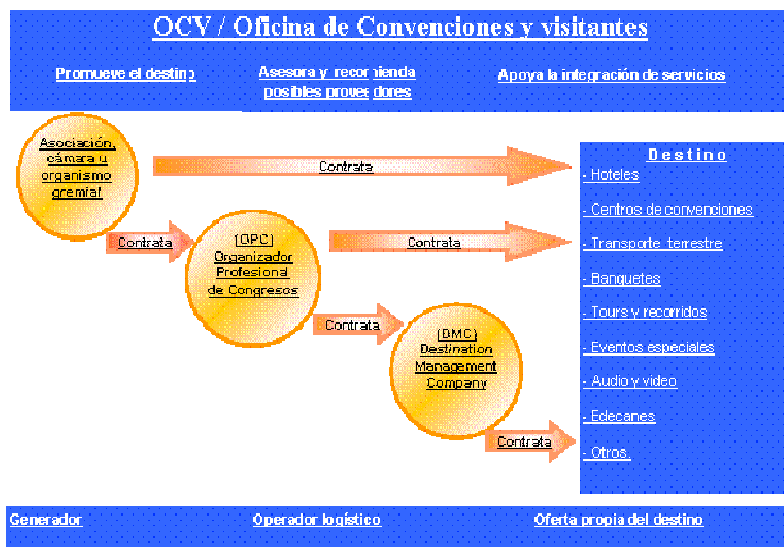 OCV / Oficina de Convenciones y visitantes
Promueve el destino
Asesora y recomienda
posibles proveedores
Apoya la integración de servicios
Asociación,
cámara u
organismo
gremial
Contrata
Destino
- Hoteles
- Centros de convenciones
- Transporte terrestre
- Banquetes
- Tours y recorridos
- Eventos especiales
- Audio y video
- Edecanes
- Otros.
Contrata
(OPC)
Organizador
Profesional
de Congresos
Contrata
Contrata
(DMC)
Destination
Management
Company
Contrata
Generador
Operador logístico
Oferta propia del destino